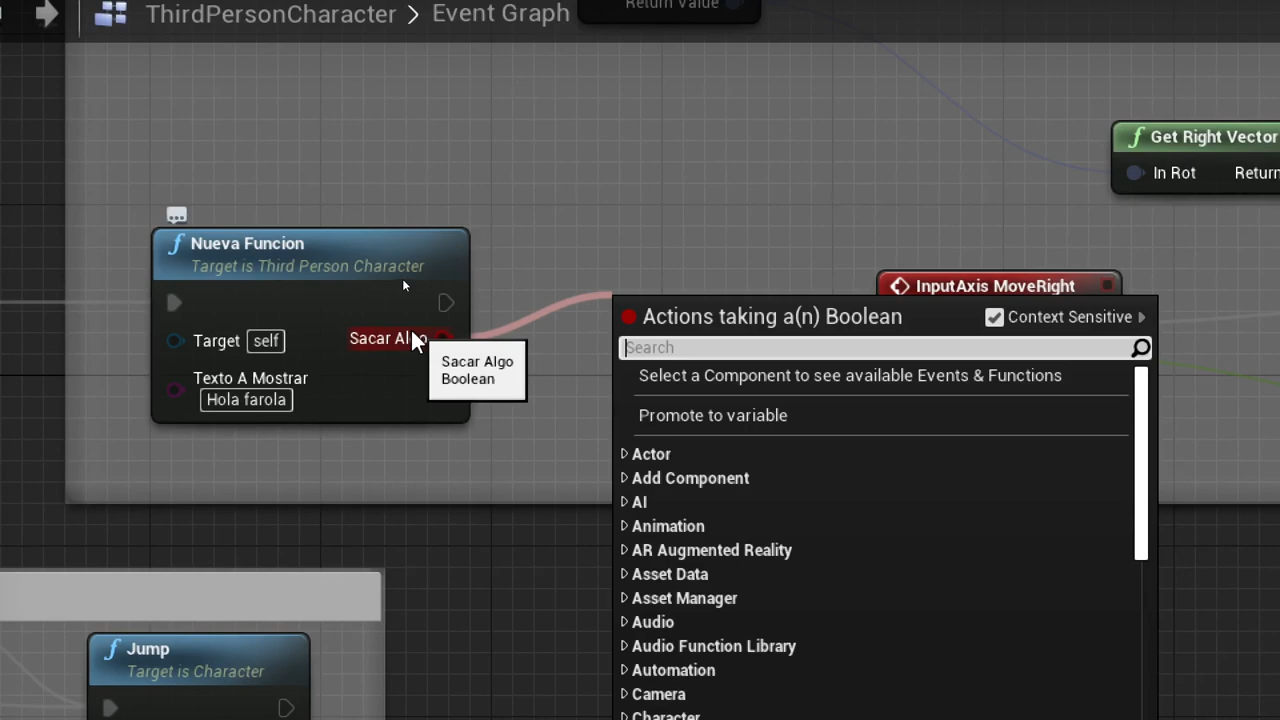 ThirdPersonCharacter > Event Graph
Return Value
Get Right Vector
In Rot
Return
Nueva Funcion
Target is Third Person Character
InputAxis MoveRight
Actions taking a(n) Boolean
Context Sensitive
Target
self
Sacar Algo
Search
Sacar Algo
Boolean
Select a Component to see available Events & Functions
Texto A Mostrar
Hola farola
Promote to variable
Actor
Add Component
AI
Animation
AR Augmented Reality
Asset Data
Asset Manager
Audio
Audio Function Library
Automation
Camera
Character
Jump
Target is Character